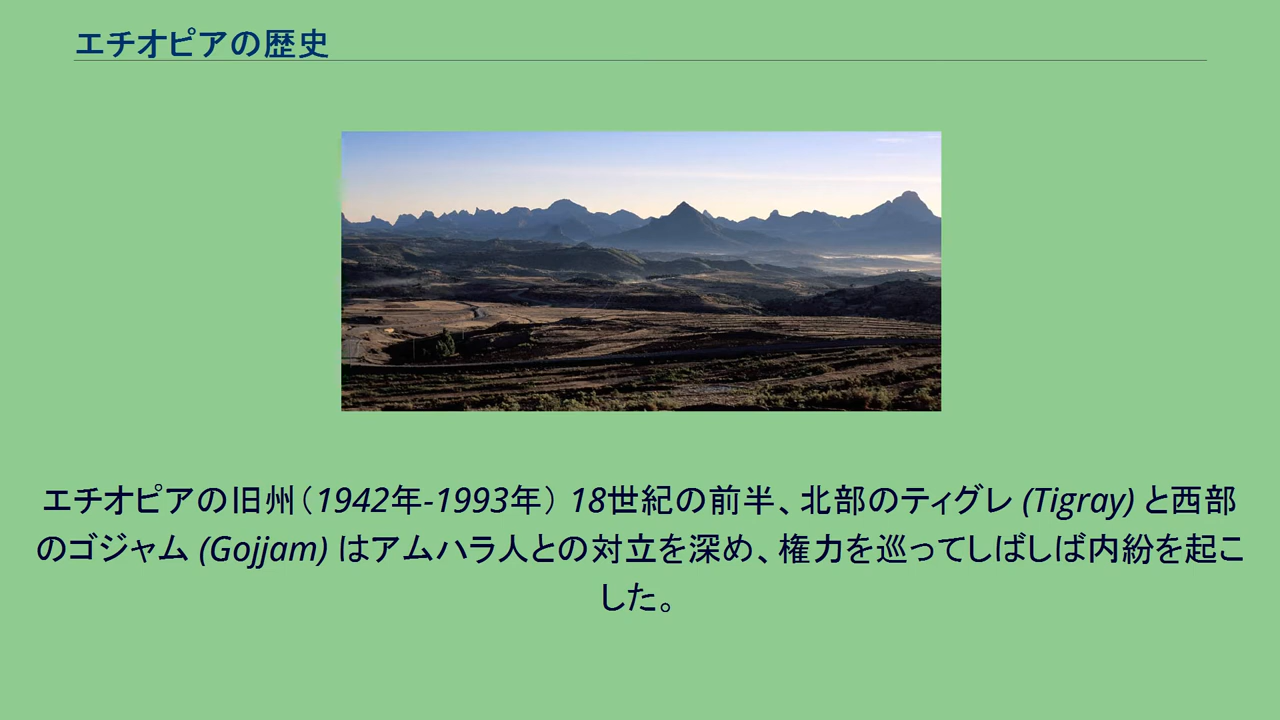 エチオピアの歴史
エチオピアの旧州（1942年-1993年） 18世紀の前半、北部のティグレ (Tigray) と西部
のゴジャム (Gojjam) はアムハラ人との対立を深め、権力を巡ってしばしば内紛を起こ
した。